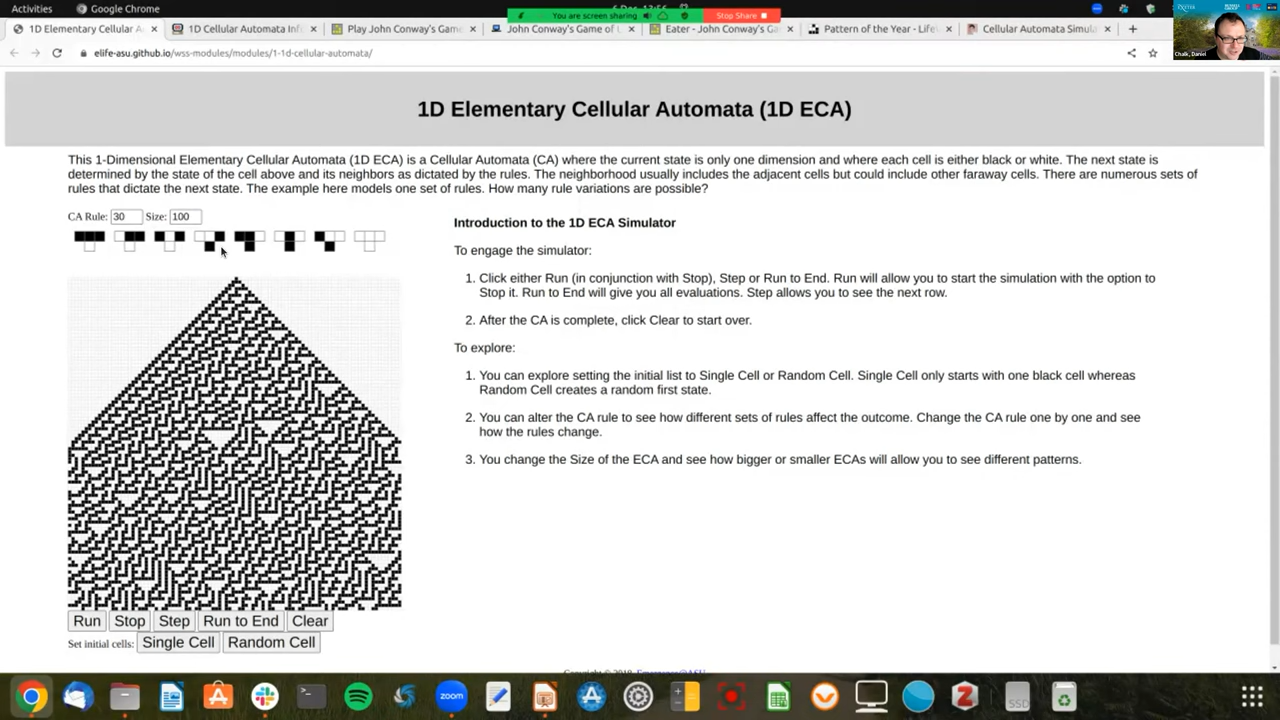 Activities
Google Chrome
You are screen sharing
Stop Share
1D Elementary Cellular A
1D Cellular Automata Inf
Play John Conway's Game
John Conway's Game of L
Eater - John Conway's Ga
Pattern of the Year - Life
Cellular Automata Simula
Chalk, Daniel
elife-asu.github.io/wss-modules/modules/1-1d-cellular-automata/
1D Elementary Cellular Automata (1D ECA)
This 1-Dimensional Elementary Cellular Automata (1D ECA) is a Cellular Automata (CA) where the current state is only one dimension and where each cell is either black or white. The next state is
determined by the state of the cell above and its neighbors as dictated by the rules. The neighborhood usually includes the adjacent cells but could include other faraway cells. There are numerous sets of
rules that dictate the next state. The example here models one set of rules. How many rule variations are possible?
CA Rule: 30 Size: 100
Introduction to the 1D ECA Simulator
To engage the simulator:
1. Click either Run (in conjunction with Stop), Step or Run to End. Run will allow you to start the simulation with the option to
Stop it. Run to End will give you all evaluations. Step allows you to see the next row.
2. After the CA is complete, click Clear to start over.
To explore:
1. You can explore setting the initial list to Single Cell or Random Cell. Single Cell only starts with one black cell whereas
Random Cell creates a random first state.
2. You can alter the CA rule to see how different sets of rules affect the outcome. Change the CA rule one by one and see
how the rules change.
3. You change the Size of the ECA and see how bigger or smaller ECAs will allow you to see different patterns.
Run Stop Step Run to End Clear
Set initial cells: Single Cell Random Cell
zoom
SSD